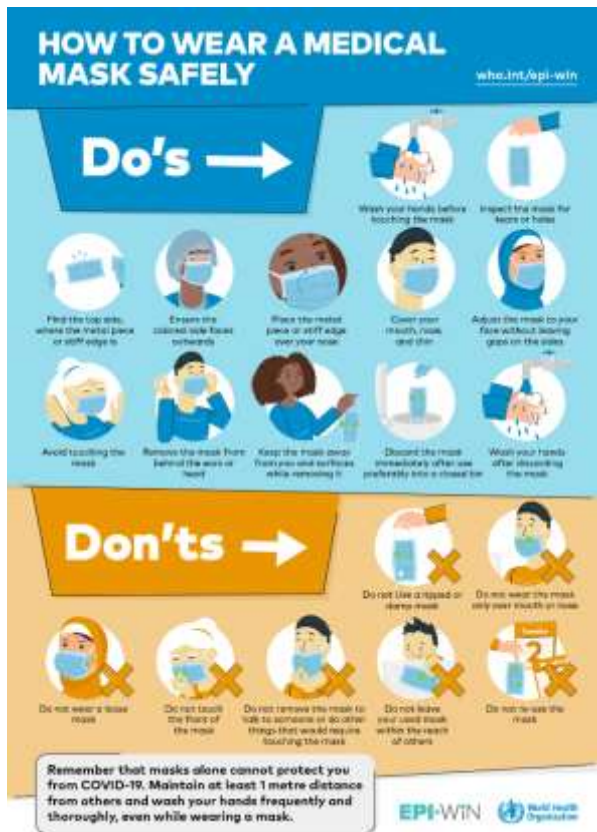 HOW TO WEAR A MEDICAL
MASK SAFELY
who.int/epi-win
Do's
Wash your hands before
touching the mask
Inspect the mask for
tears or holes
Find the top side,
where the metal piece
or stiff edge is
Ensure the
colored-side faces
outwards
Place the metal
piece or stiff edge
over your nose
Cover your
mouth, nose,
and chin
Adjust the mask to your
face without leaving
gaps on the sides
Avoid touching the
mask
Remove the mask from
behind the ears or
head
Keep the mask away
from you and surfaces
while removing it
Discard the mask
immediately after use
preferably into a closed bin
Wash your hands
after discarding
the mask
Don'ts
Do not Use a ripped or
damp mask
Do not wear the mask
only over mouth or nose
Do not wear a loose
mask
Do not touch
the front of
the mask
Do not remove the mask to
talk to someone or do other
things that would require
touching the mask
Do not leave
your used mask
within the reach
of others
2
Do not re-use the
mask
Remember that masks alone cannot protect you
from COVID-19. Maintain at least 1 metre distance
from others and wash your hands frequently and
thoroughly, even while wearing a mask.
EPI-WIN
World Health
Organization